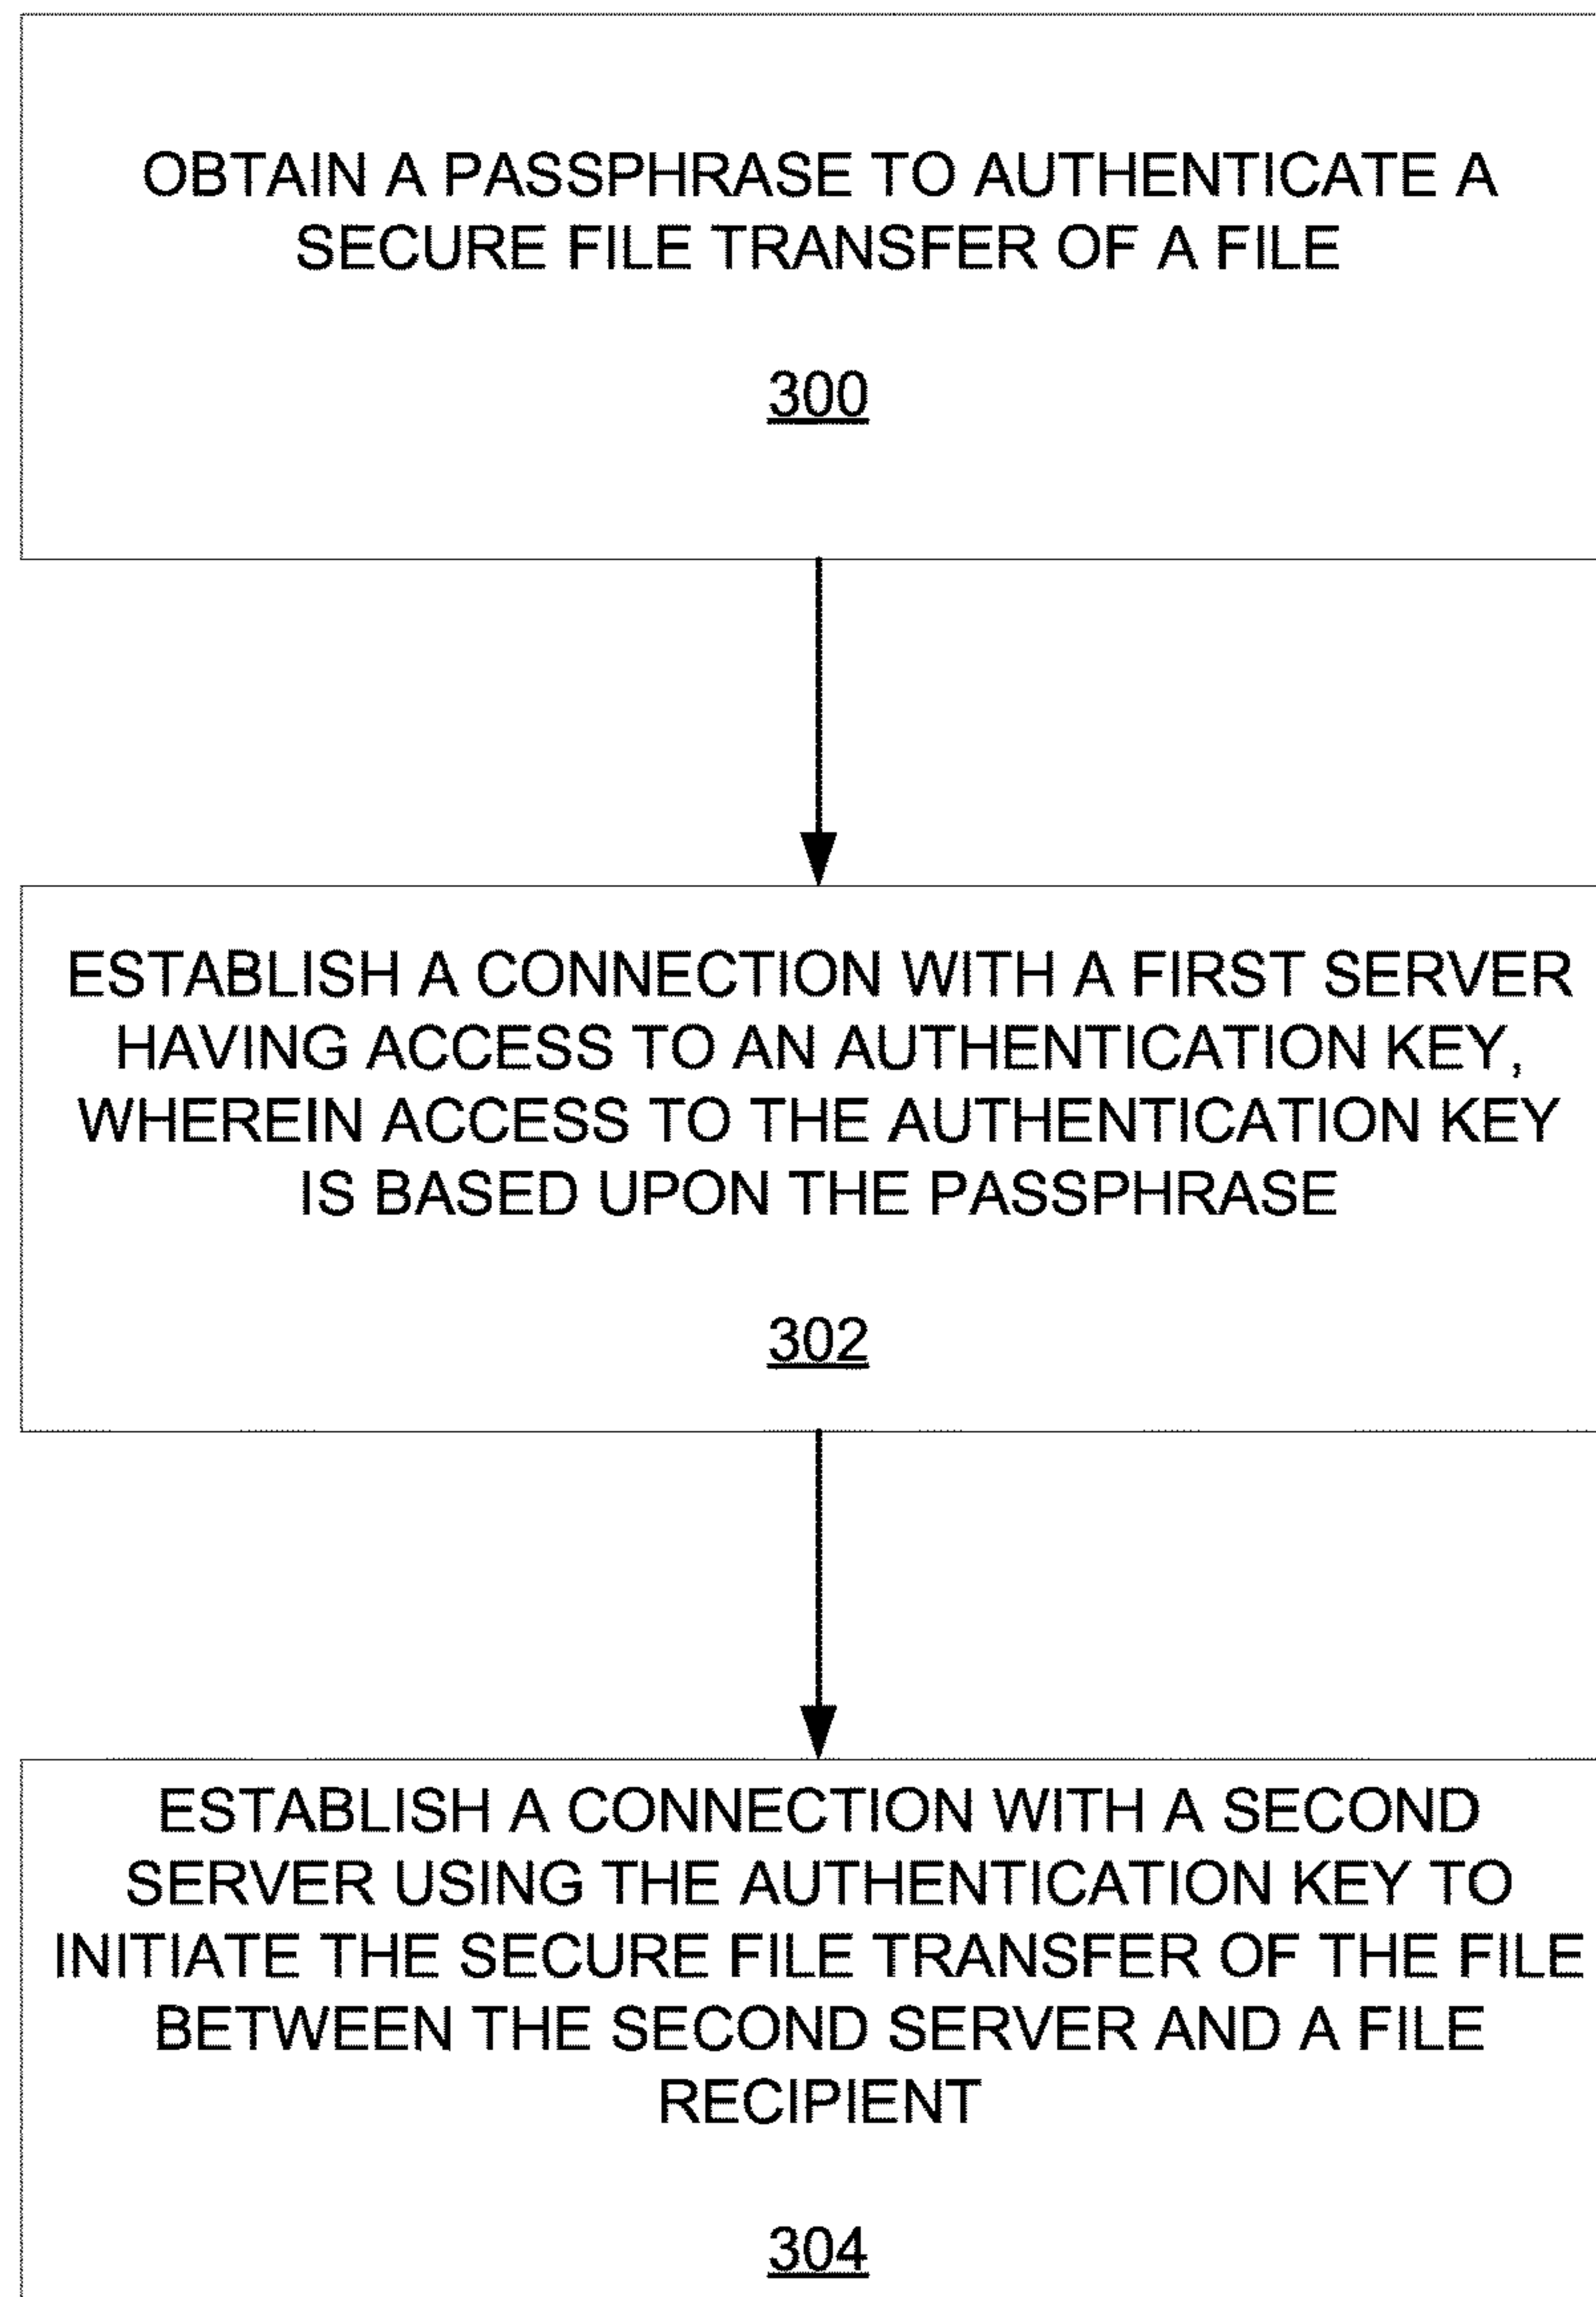 OBTAIN A PASSPHRASE TO AUTHENTICATE A
SECURE FILE TRANSFER OF A FILE
300
ESTABLISH A CONNECTION WITH A FIRST SERVER
HAVING ACCESS TO AN AUTHENTICATION KEY,
WHEREIN ACCESS TO THE AUTHENTICATION KEY
IS BASED UPON THE PASSPHRASE
302
ESTABLISH A CONNECTION WITH A SECOND
SERVER USING THE AUTHENTICATION KEY TO
INITIATE THE SECURE FILE TRANSFER OF THE FILE
BETWEEN THE SECOND SERVER AND A FILE
RECIPIENT
304